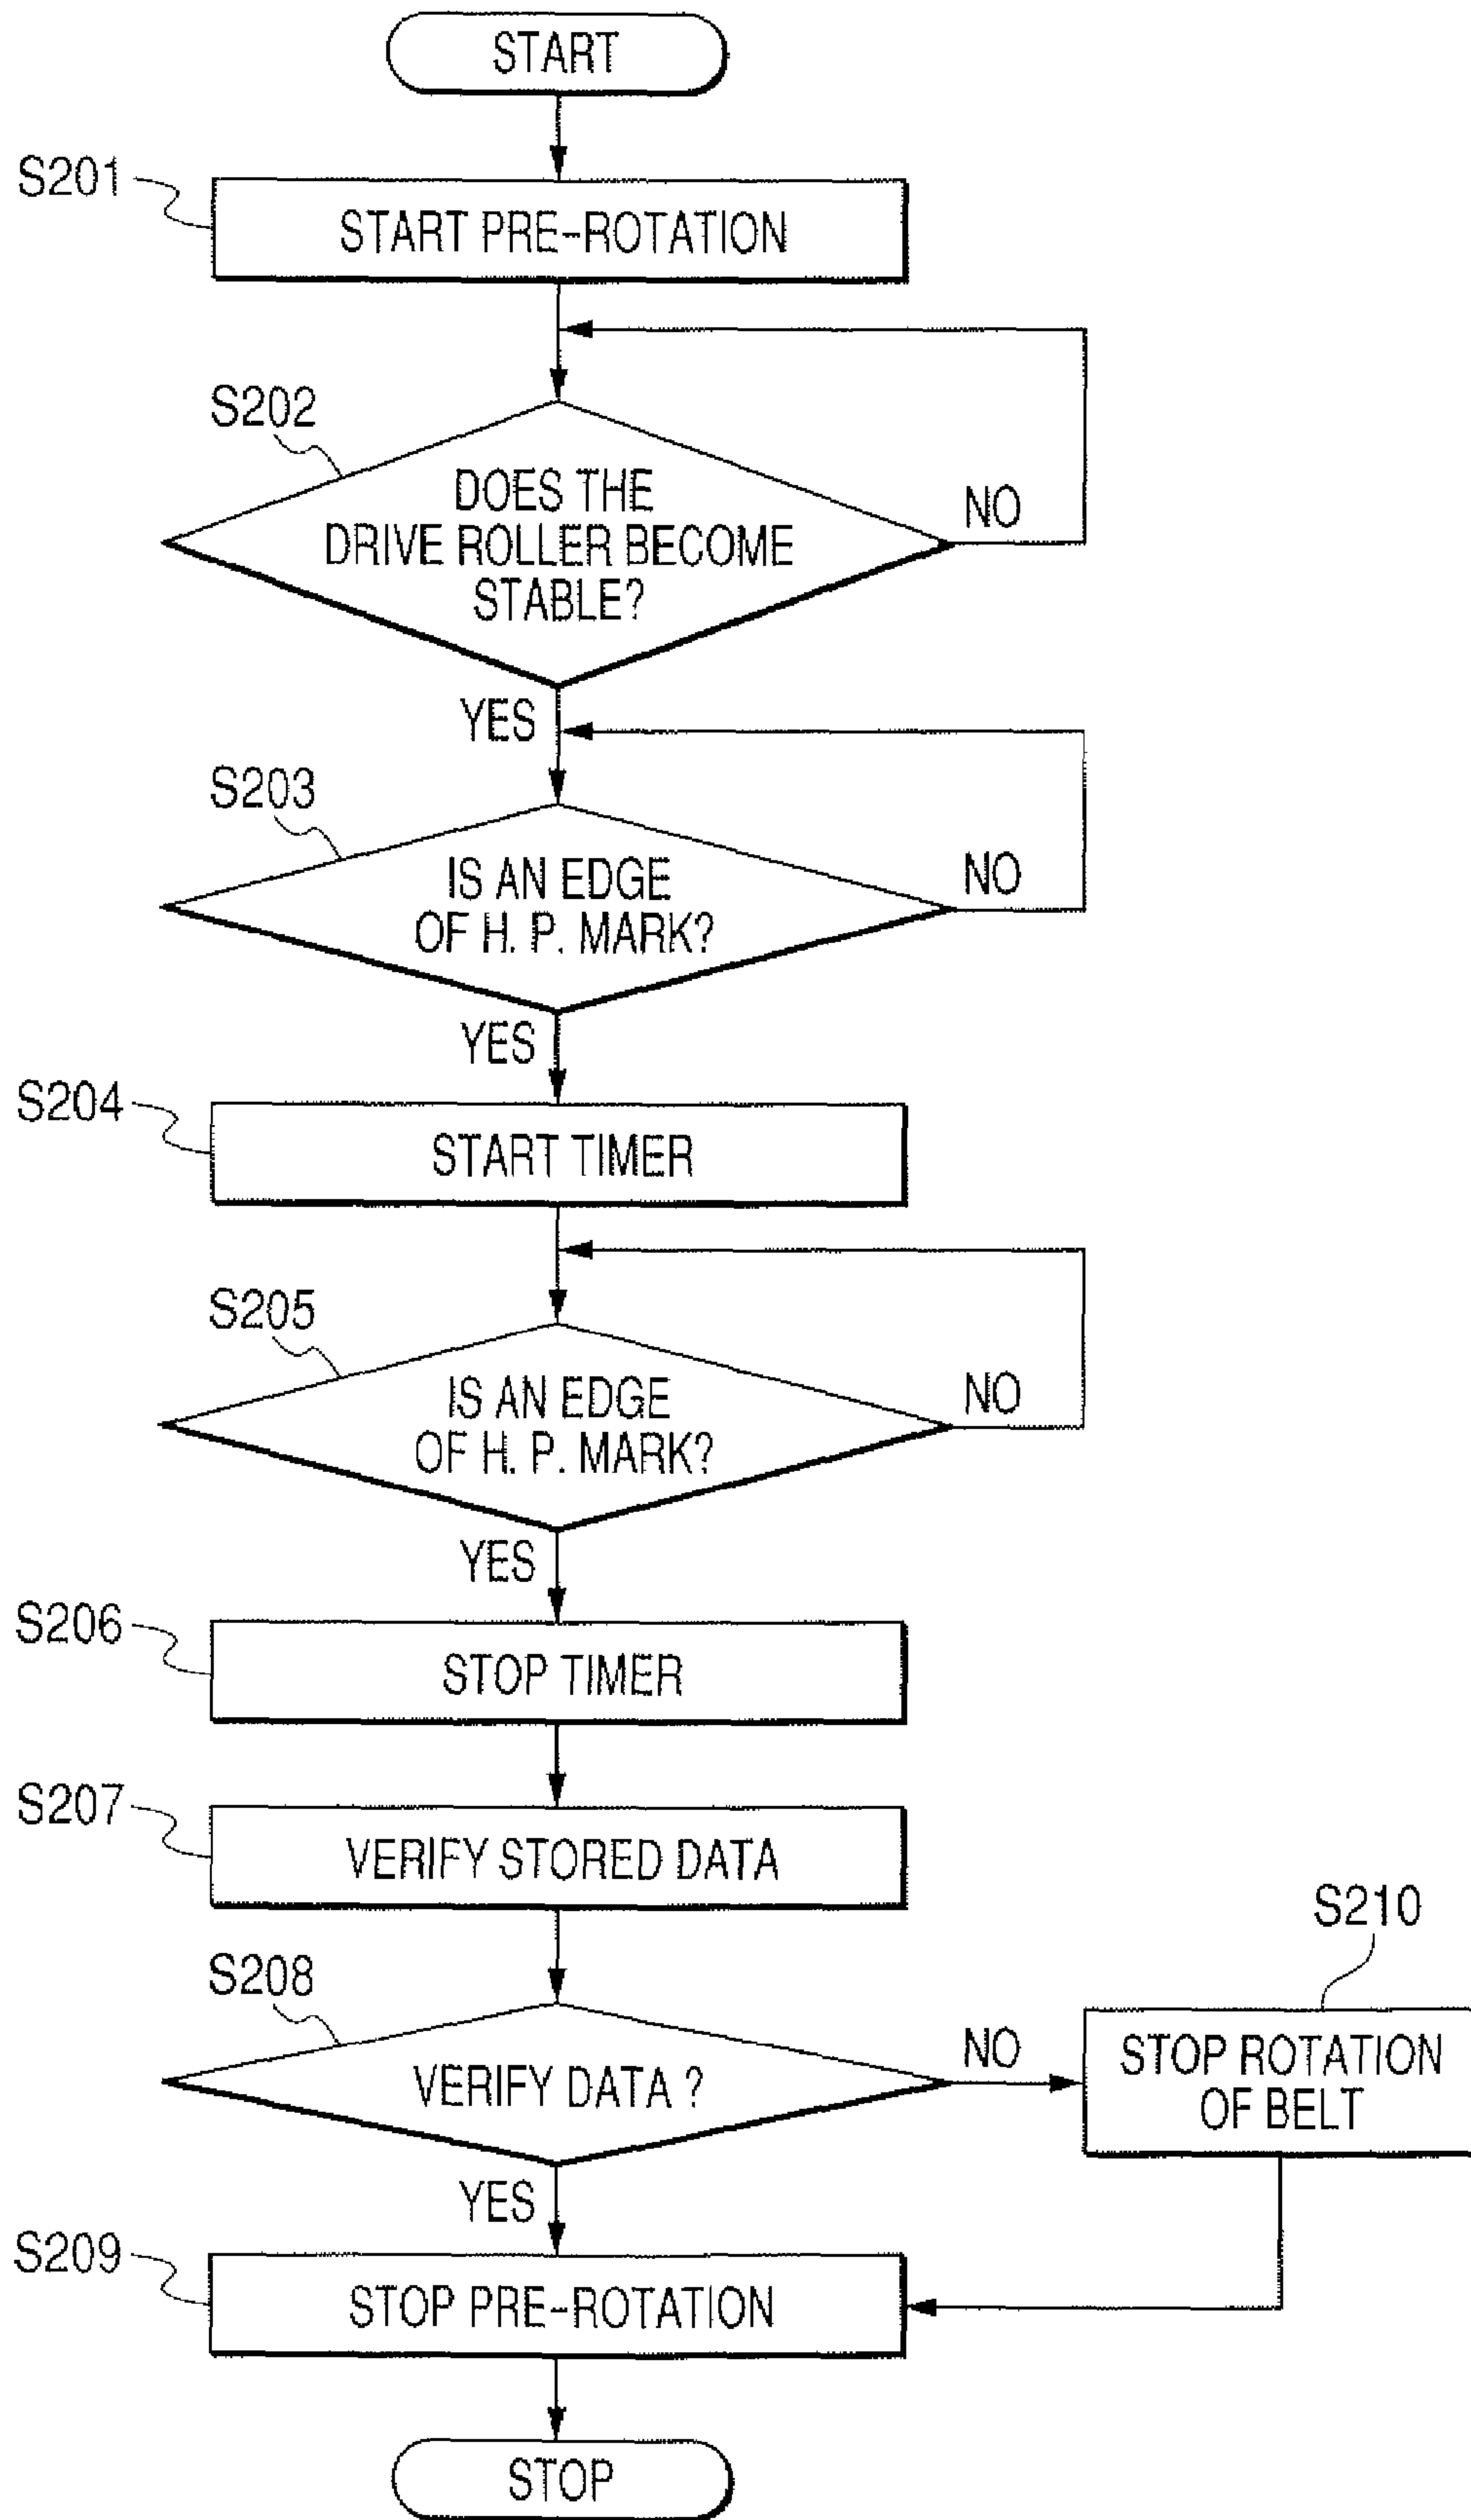 START
S201
START PRE-ROTATION
S202
DOES THE
DRIVE ROLLER BECOME
STABLE?
NO
YES
S203
IS AN EDGE
OF H. P. MARK?
NO
YES
S204
START TIMER
S205
IS AN EDGE
OF H. P. MARK?
NO
YES
S206
STOP TIMER
S207
VERIFY STORED DATA
S208
VERIFY DATA ?
NO
S210
STOP ROTATION
OF BELT
YES
S209
STOP PRE-ROTATION
STOP